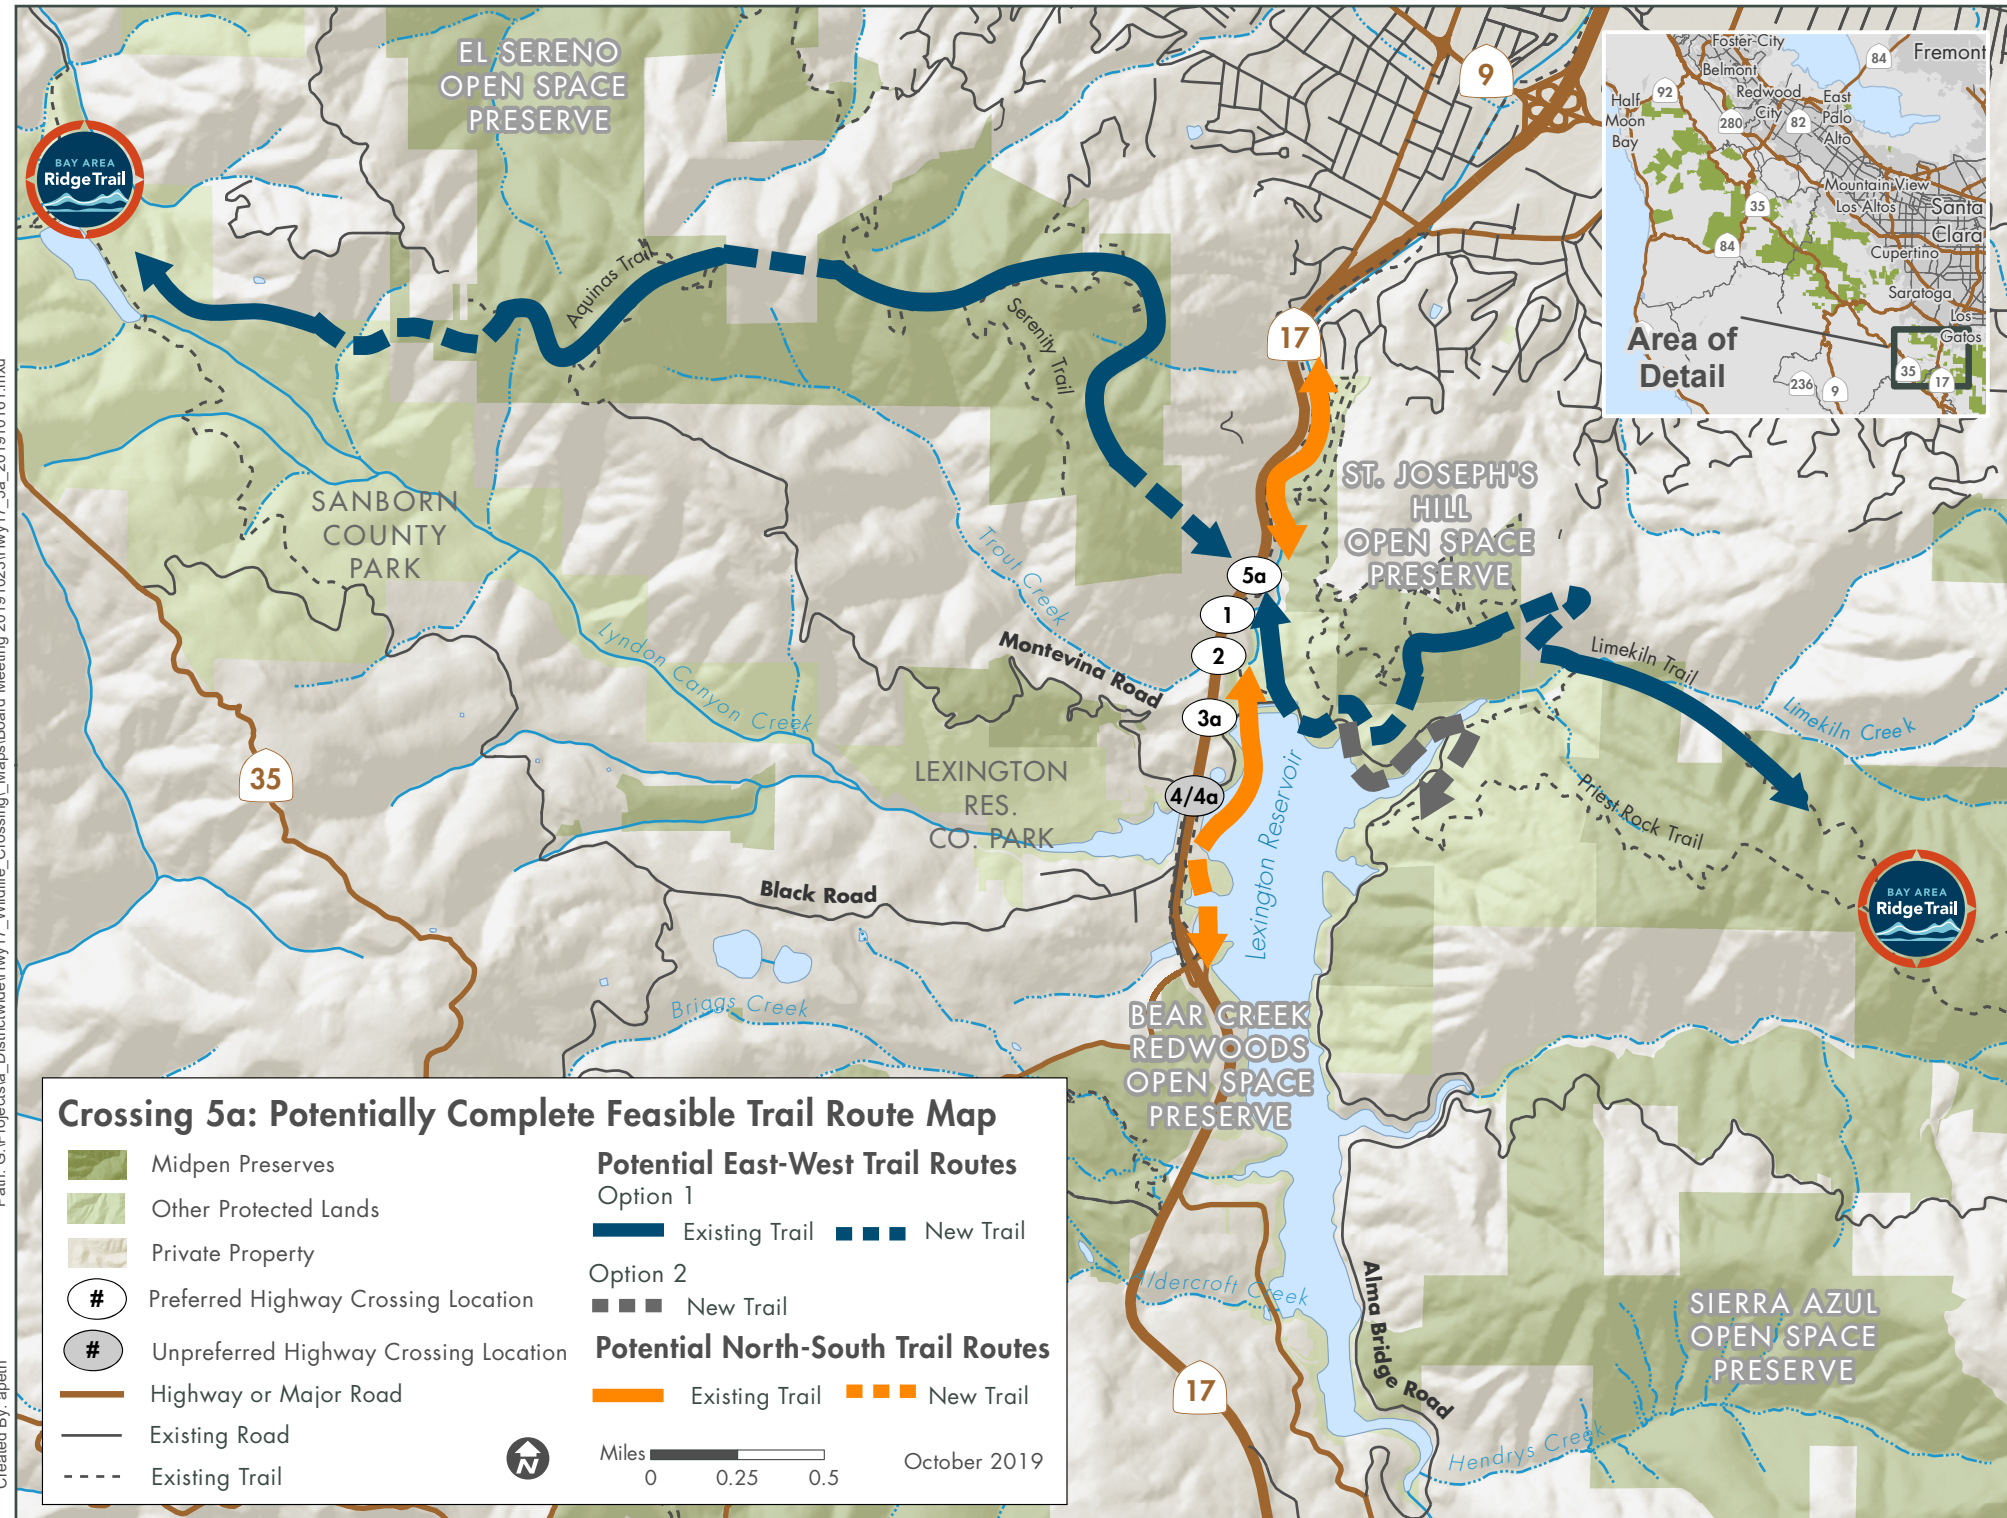 EL SERENO
OPEN SPACE
PRESERVE
9
BAY AREA
Ridge Trail
Aquinas Trail
Serenity Trail
17
Foster City
Belmont
84
Fremont
92
Redwood
City
East
Palo
Alto
Half
Moon
Bay
280
82
Mountain View
Los Altos
Santa
Clara
35
84
Cupertino
Saratoga
Los
Gatos
Area of
Detail
35
17
236
9
SANBORN
COUNTY
PARK
ST. JOSEPH'S
HILL
OPEN SPACE
PRESERVE
Trout Creek
5a
1
2
3a
4/4a
Montevina Road
Lyndon Canyon Creek
Limekiln Trail
Limekiln Creek
Priest Rock Trail
35
LEXINGTON
RES.
CO. PARK
Lexington Reservoir
Black Road
BAY AREA
Ridge Trail
Briggs Creek
BEAR CREEK
REDWOODS
OPEN SPACE
PRESERVE
Aldercroft Creek
Alma Bridge Road
17
SIERRA AZUL
OPEN SPACE
PRESERVE
Hendrys Creek
Crossing 5a: Potentially Complete Feasible Trail Route Map
Midpen Preserves
Other Protected Lands
Private Property
# Preferred Highway Crossing Location
# Unpreferred Highway Crossing Location
Highway or Major Road
Existing Road
Existing Trail
Potential East-West Trail Routes
Option 1
Existing Trail New Trail
Option 2
New Trail
Potential North-South Trail Routes
Existing Trail New Trail
N
Miles
0 0.25 0.5
October 2019
Created By: apeth